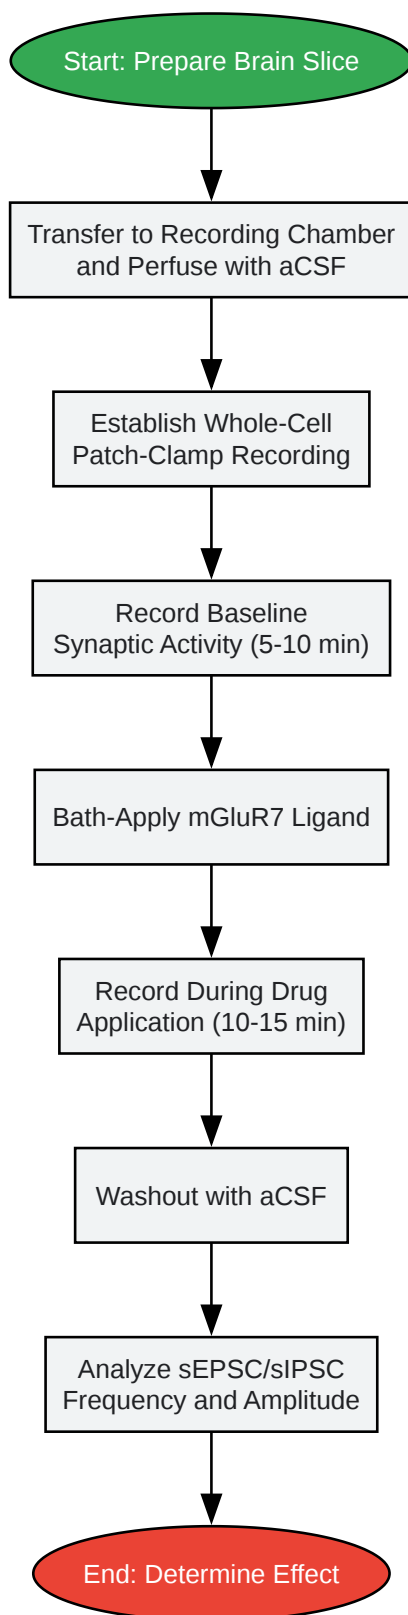 Start: Prepare Brain Slice
Transfer to Recording Chamber
and Perfuse with aCSF
Establish Whole-Cell
Patch-Clamp Recording
Record Baseline
Synaptic Activity (5-10 min)
Bath-Apply mGluR7 Ligand
Record During Drug
Application (10-15 min)
Washout with aCSF
Analyze sEPSC/sIPSC
Frequency and Amplitude
End: Determine Effect